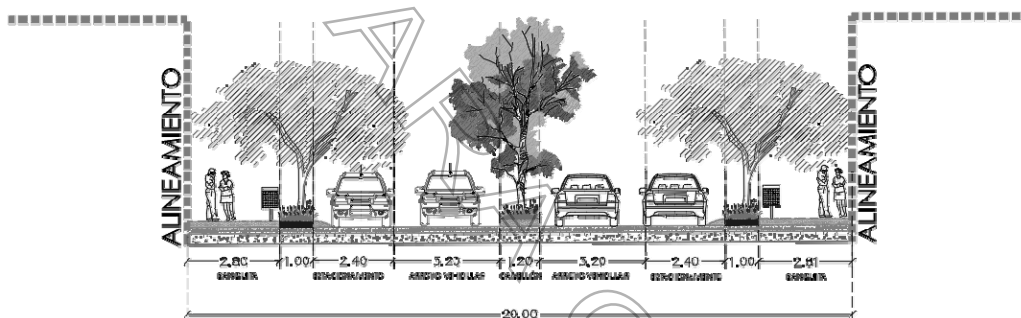 ALINEAMIENTO
ALINEAMIENTO
2.80 1.00 2.40 3.20 1.20 3.20 2.40 1.00 2.81
BANQUETA ESTACIONAMIENTO ARROYO VEHICULAR CAMELLÓN ARROYO VEHICULAR ESTACIONAMIENTO BANQUETA
20.00